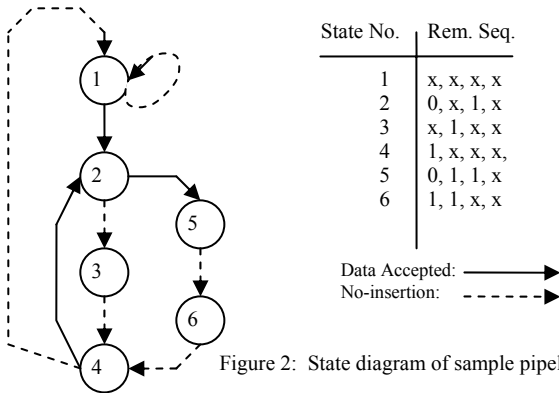 1
2
3
4
5
6
State No. Rem. Seq.
1 x, x, x, x
2 0, x, 1, x
3 x, 1, x, x
4 1, x, x, x,
5 0, 1, 1, x
6 1, 1, x, x
Data Accepted:
No-insertion:
Figure 2: State diagram of sample pipel